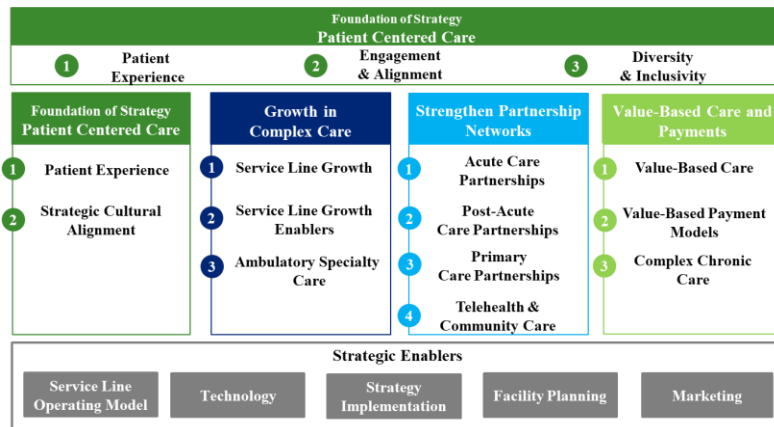 Foundation of Strategy
Patient Centered Care
1 Patient
Experience
2 Engagement
& Alignment
3 Diversity
& Inclusivity
Foundation of Strategy
Patient Centered Care
1 Patient Experience
2 Strategic Cultural
Alignment
Growth in
Complex Care
1 Service Line Growth
2 Service Line Growth
Enablers
3 Ambulatory Specialty
Care
Strengthen Partnership
Networks
1 Acute Care
Partnerships
2 Post-Acute
Care Partnerships
3 Primary
Care Partnerships
4 Telehealth &
Community Care
Value-Based Care and
Payments
1 Value-Based Care
2 Value-Based Payment
Models
3 Complex Chronic
Care
Strategic Enablers
Service Line
Operating Model
Technology
Strategy
Implementation
Facility Planning
Marketing